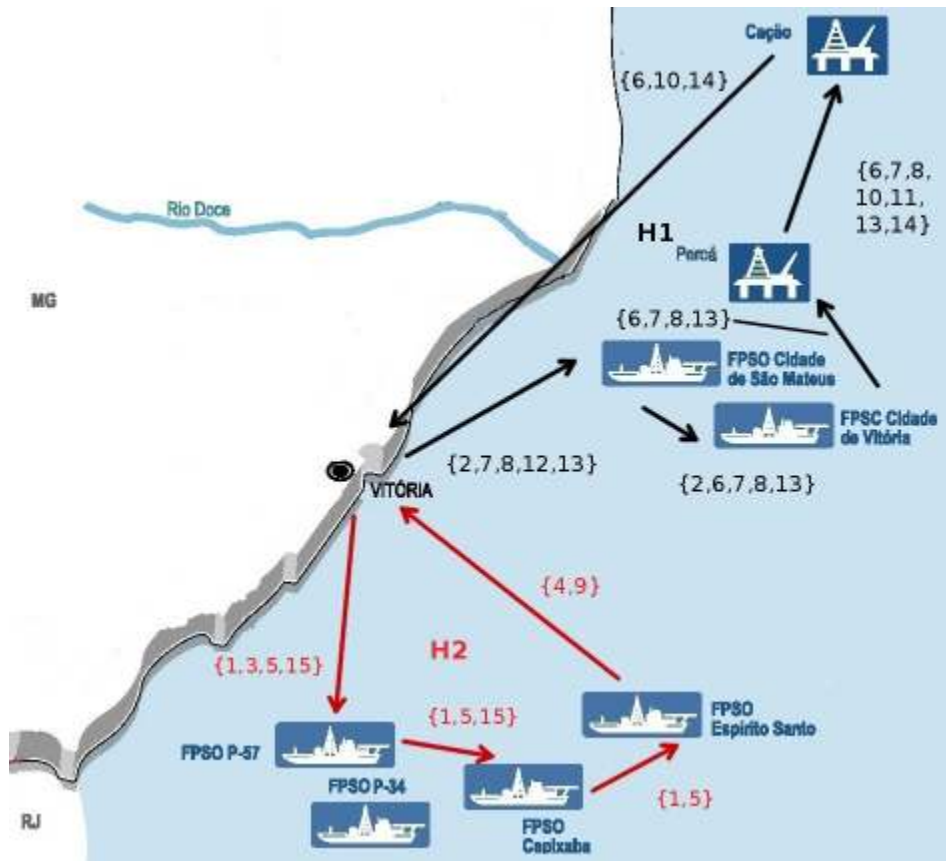 Cação
{6,10,14}
{6,7,8,
10,11,
13,14}
Rio Doce
H1
Peroá
MG
{6,7,8,13}
FPSO Cidade
de São Mateus
FPSC Cidade
de Vitória
{2,7,8,12,13}
{2,6,7,8,13}
VITÓRIA
{4,9}
H2
{1,3,5,15}
{1,5,15}
FPSO
Espírito Santo
FPSO P-57
FPSO P-34
{1,5}
RJ
FPSO
Capixaba